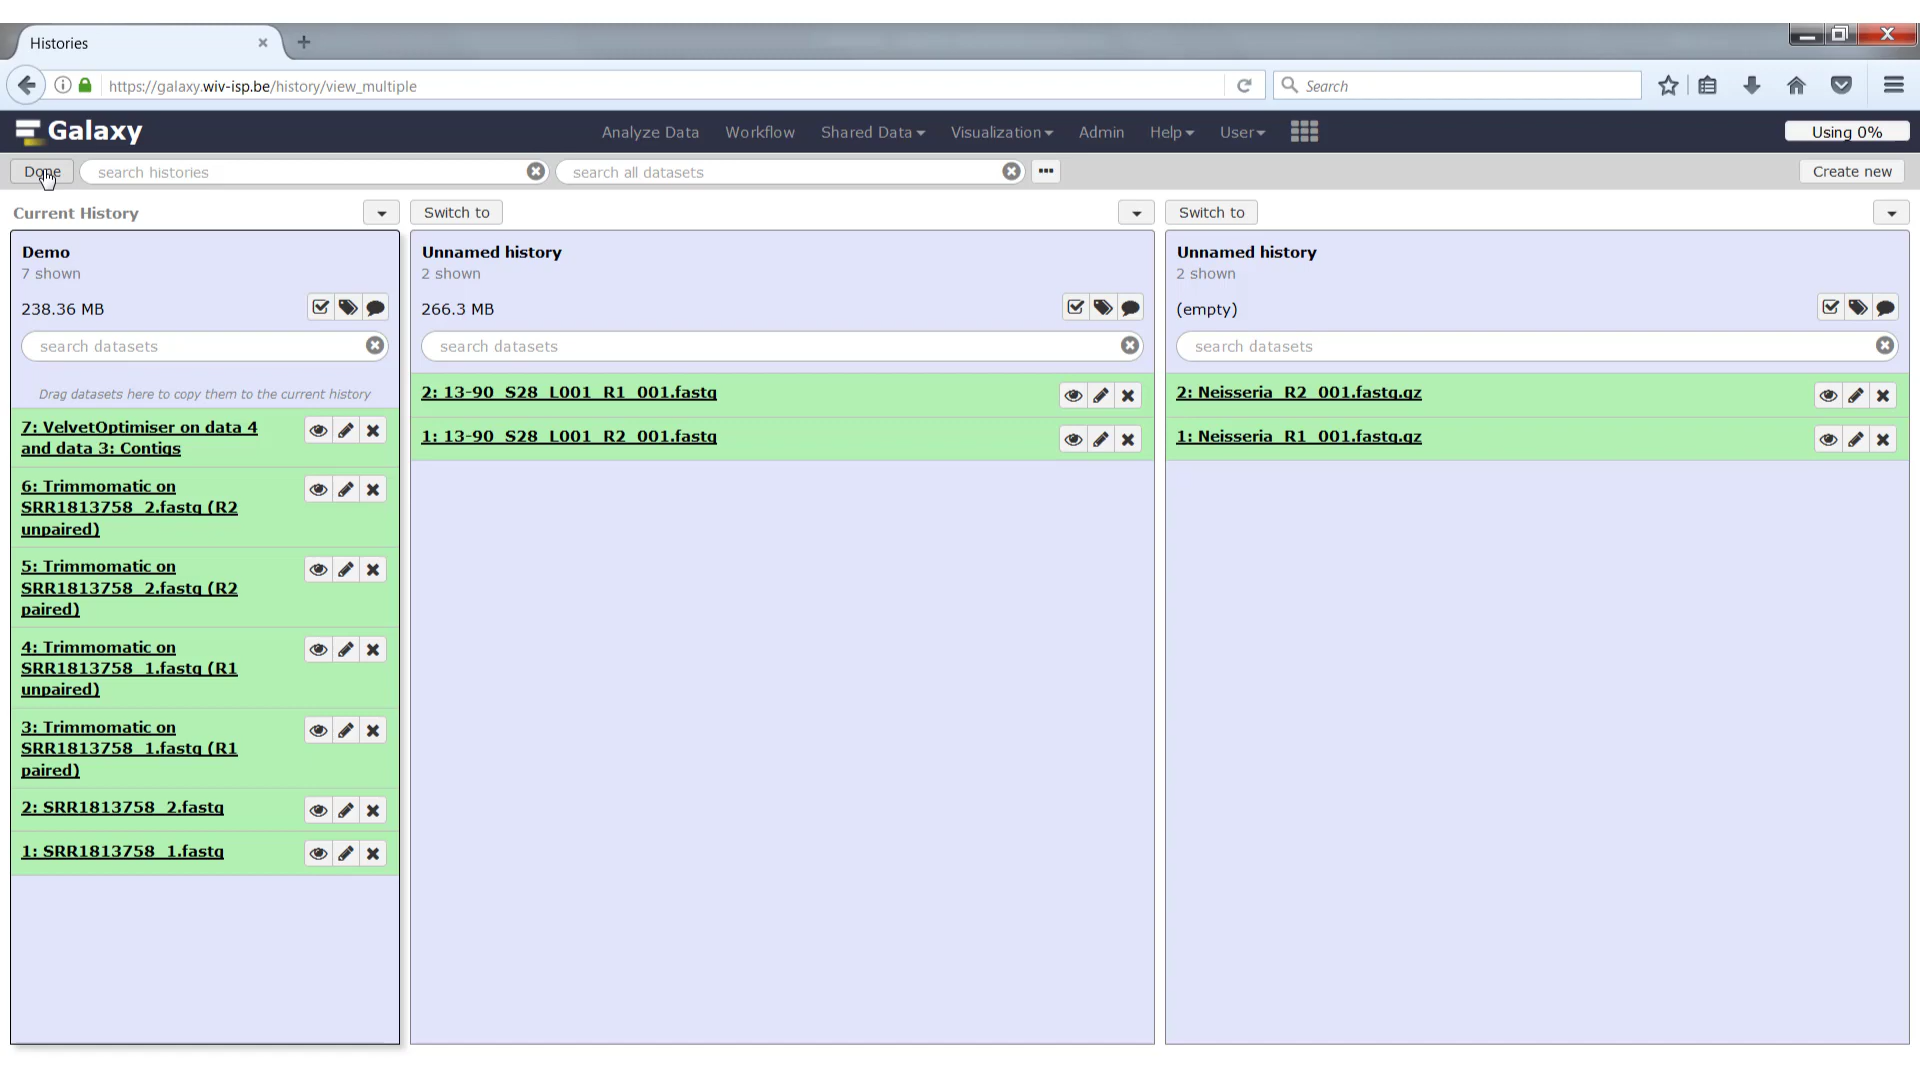 Histories
https://galaxy.wiv-isp.be/history/view_multiple
Search
Galaxy
Analyze Data
Workflow
Shared Data
Visualization
Admin
Help
User
Using 0%
Done
search histories
search all datasets
Create new
Current History
Switch to
Switch to
Demo
7 shown
238.36 MB
search datasets
Drag datasets here to copy them to the current history
7: VelvetOptimiser on data 4
and data 3: Contigs
6: Trimmomatic on
SRR1813758_2.fastq (R2
unpaired)
5: Trimmomatic on
SRR1813758_2.fastq (R2
paired)
4: Trimmomatic on
SRR1813758_1.fastq (R1
unpaired)
3: Trimmomatic on
SRR1813758_1.fastq (R1
paired)
2: SRR1813758_2.fastq
1: SRR1813758_1.fastq
Unnamed history
2 shown
266.3 MB
search datasets
2: 13-90_S28_L001_R1_001.fastq
1: 13-90_S28_L001_R2_001.fastq
Unnamed history
2 shown
(empty)
search datasets
2: Neisseria_R2_001.fastq.gz
1: Neisseria_R1_001.fastq.gz